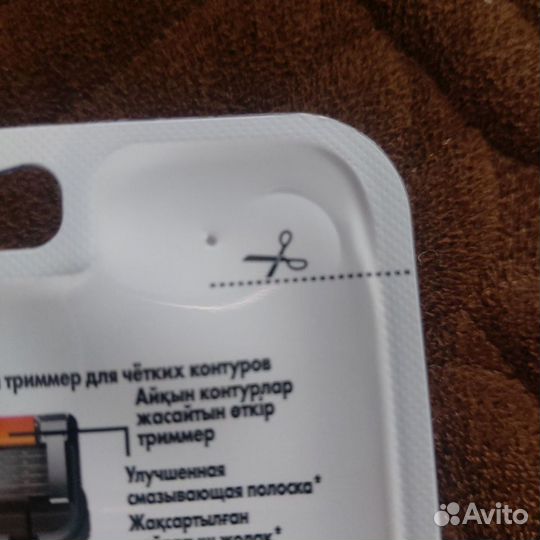 триммер для чётких контуров
Айқын контурлар
жасайтын өткір
триммер
Улучшенная
смазывающая полоска*
Жақсартылған
Avito